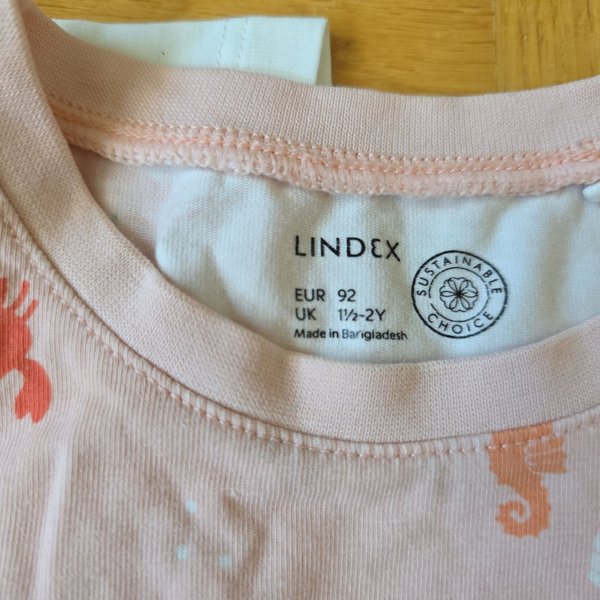 LINDEX
EUR 92
UK 1½-2Y
Made in Bangladesh
SUSTAINABLE
CHOICE